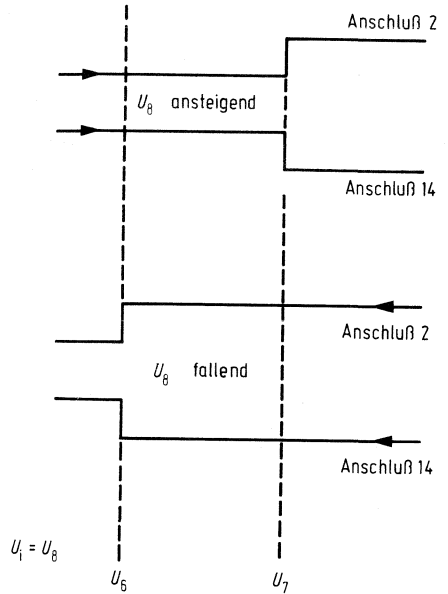 Anschluß 2
U₈ ansteigend
Anschluß 14
Anschluß 2
U₈ fallend
Anschluß 14
Uᵢ = U₈
U₆ U₇